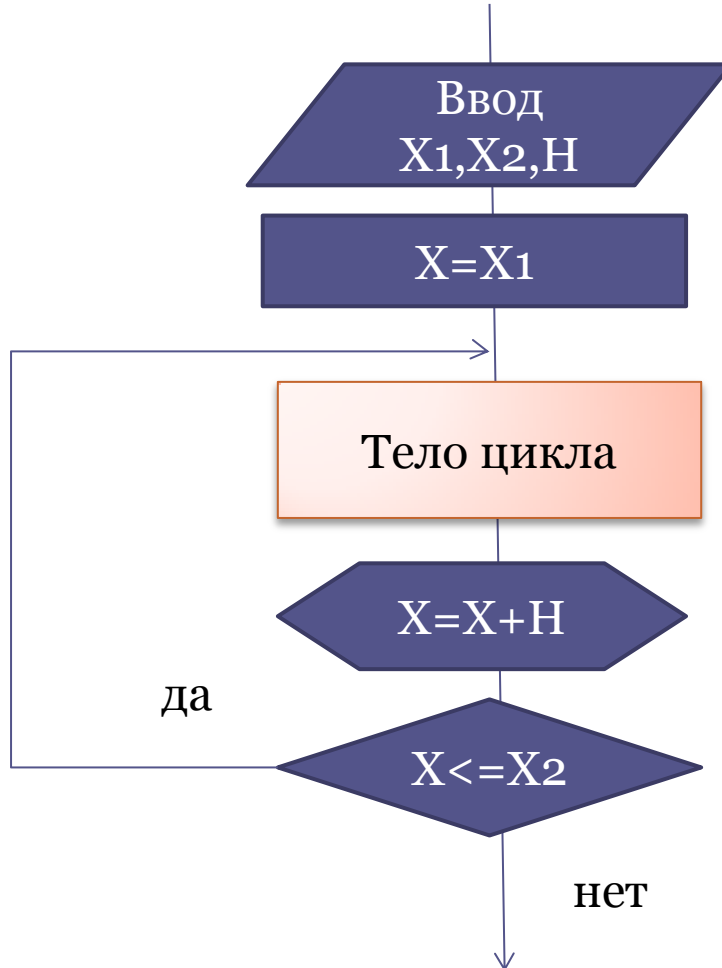 Ввод
X1,X2,H
X=X1
Тело цикла
X=X+H
да
X<=X2
нет